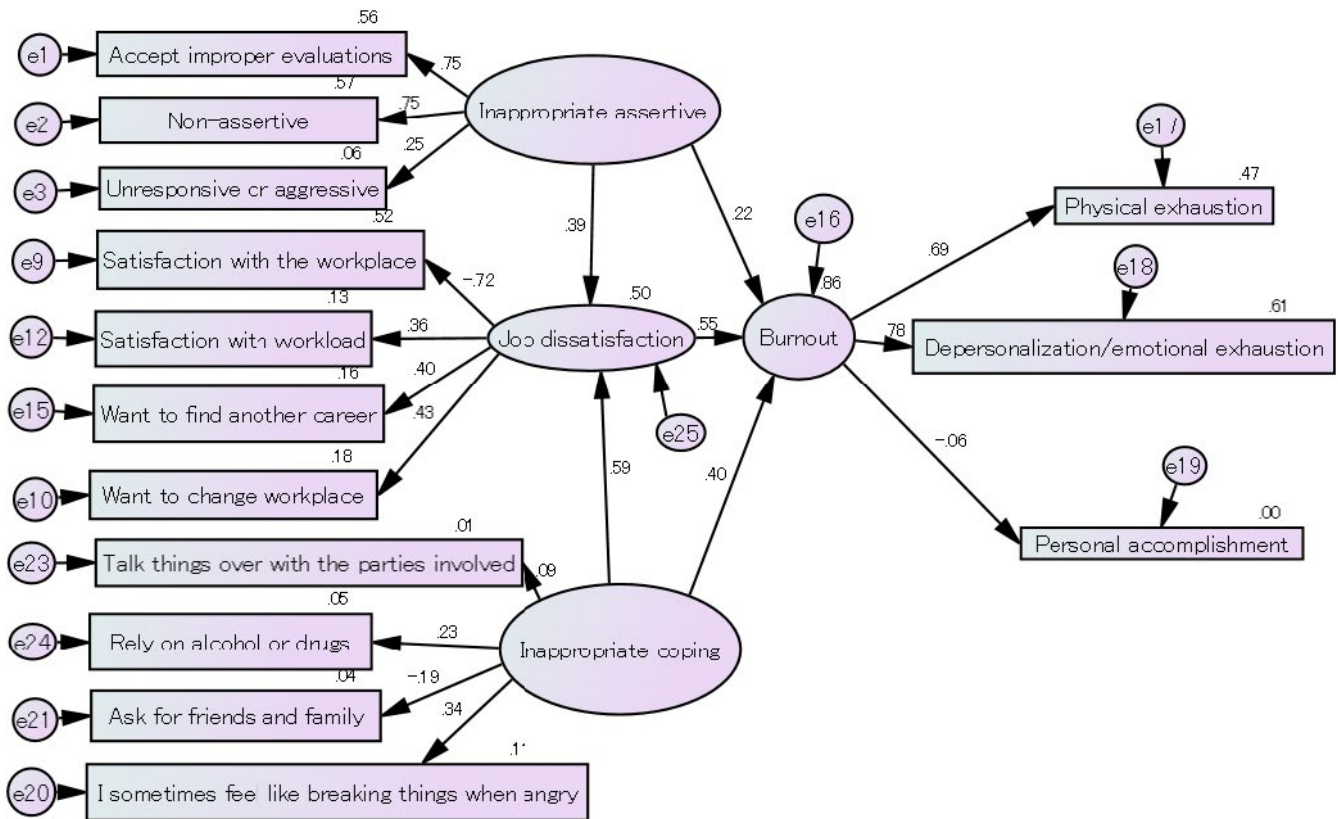 .56
e1
Accept improper evaluations
.75
.57
e2
Non-assertive
.75
.06
e3
Unresponsive cr aggressive
.25
Inappropriate assertive
.52
e9
Satisfaction with the workplace
-.72
.13
e12
Satisfaction with workload
.36
.16
e15
Want to find another career
.40
.18
e10
Want to change workplace
.43
.39
.50
Job dissatisfaction
e25
.22
.55
e16
.86
Burnout
.59
.40
.01
e23
Talk things over with the parties involved
.09
.05
e24
Rely on alcohol or drugs
.23
.04
e21
Ask for friends and family
-.19
.11
e20
I sometimes feel like breaking things when angry
.34
Inappropriate coping
e1/
.47
Physical exhaustion
.69
e18
.61
Depersonalization/emotional exhaustion
.78
-.06
e19
.00
Personal accomplishment